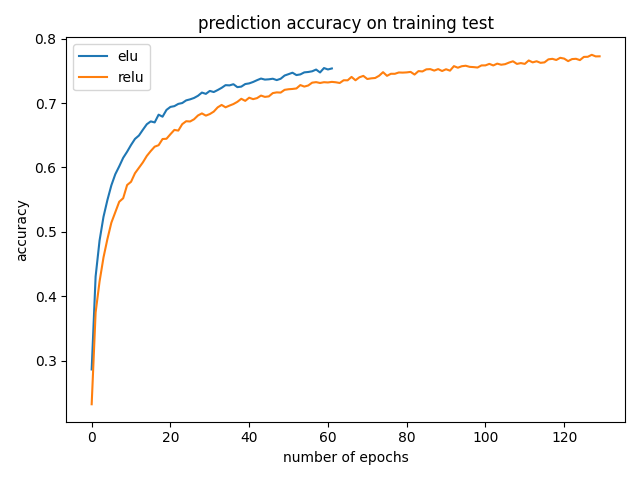 prediction accuracy on training test
elu
relu
accuracy
0.8
0.7
0.6
0.5
0.4
0.3
0 20 40 60 80 100 120
number of epochs